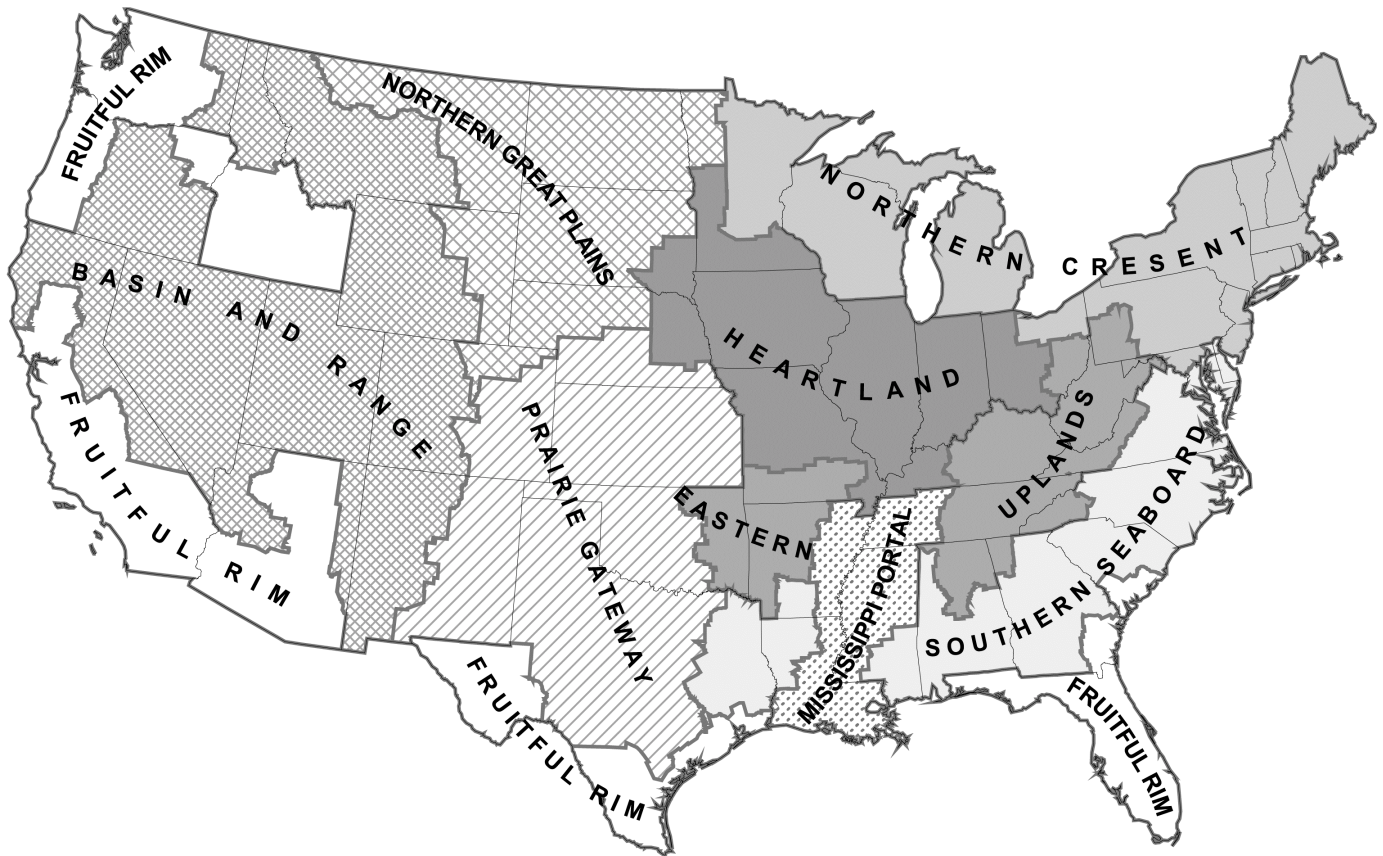 FRUITFUL RIM
NORTHERN GREAT PLAINS
NORTHERN CRESENT
BASIN AND RANGE
HEARTLAND
FRUITFUL RIM
PRAIRIE GATEWAY
EASTERN UPLANDS
MISSISSIPPI PORTAL
SOUTHERN SEABOARD
FRUITFUL RIM
FRUITFUL RIM